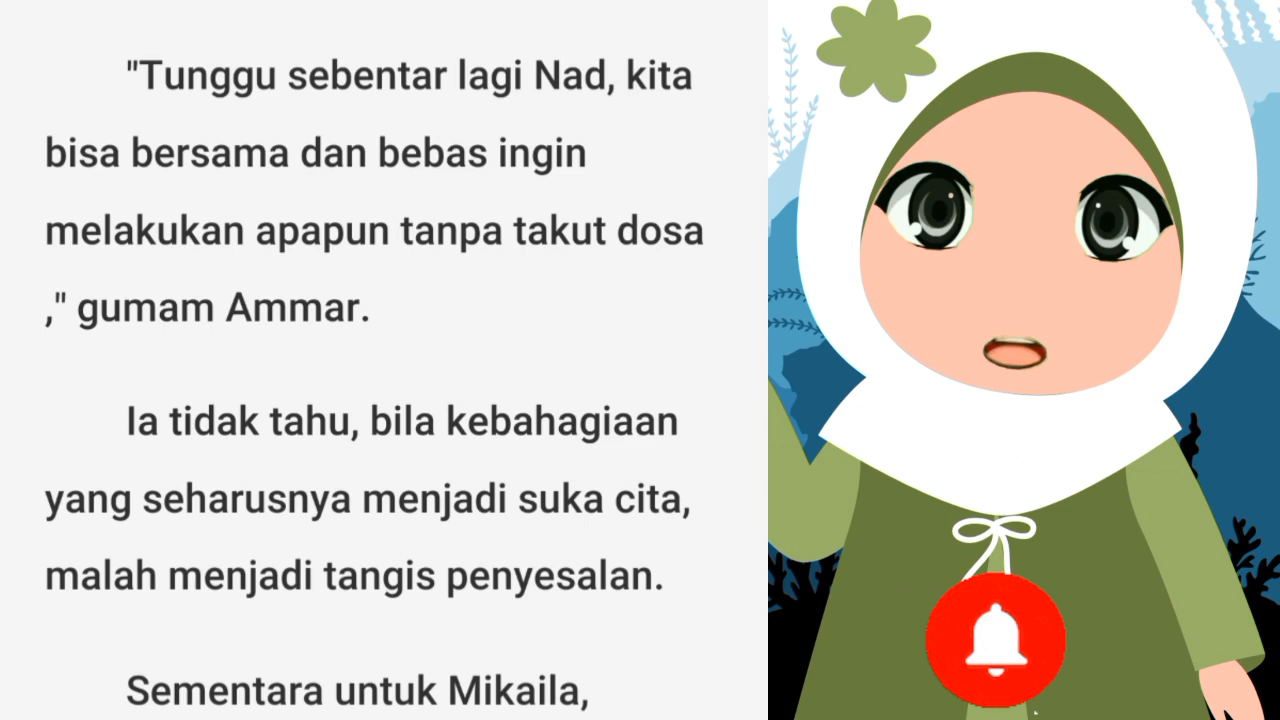 "Tunggu sebentar lagi Nad, kita
bisa bersama dan bebas ingin
melakukan apapun tanpa takut dosa
," gumam Ammar.
Ia tidak tahu, bila kebahagiaan
yang seharusnya menjadi suka cita,
malah menjadi tangis penyesalan.
Sementara untuk Mikaila,